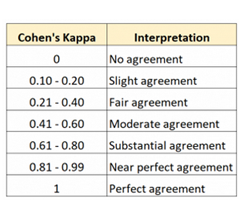 Cohen's Kappa Interpretation
0 No agreement
0.10 - 0.20 Slight agreement
0.21 - 0.40 Fair agreement
0.41 - 0.60 Moderate agreement
0.61 - 0.80 Substantial agreement
0.81 - 0.99 Near perfect agreement
1 Perfect agreement